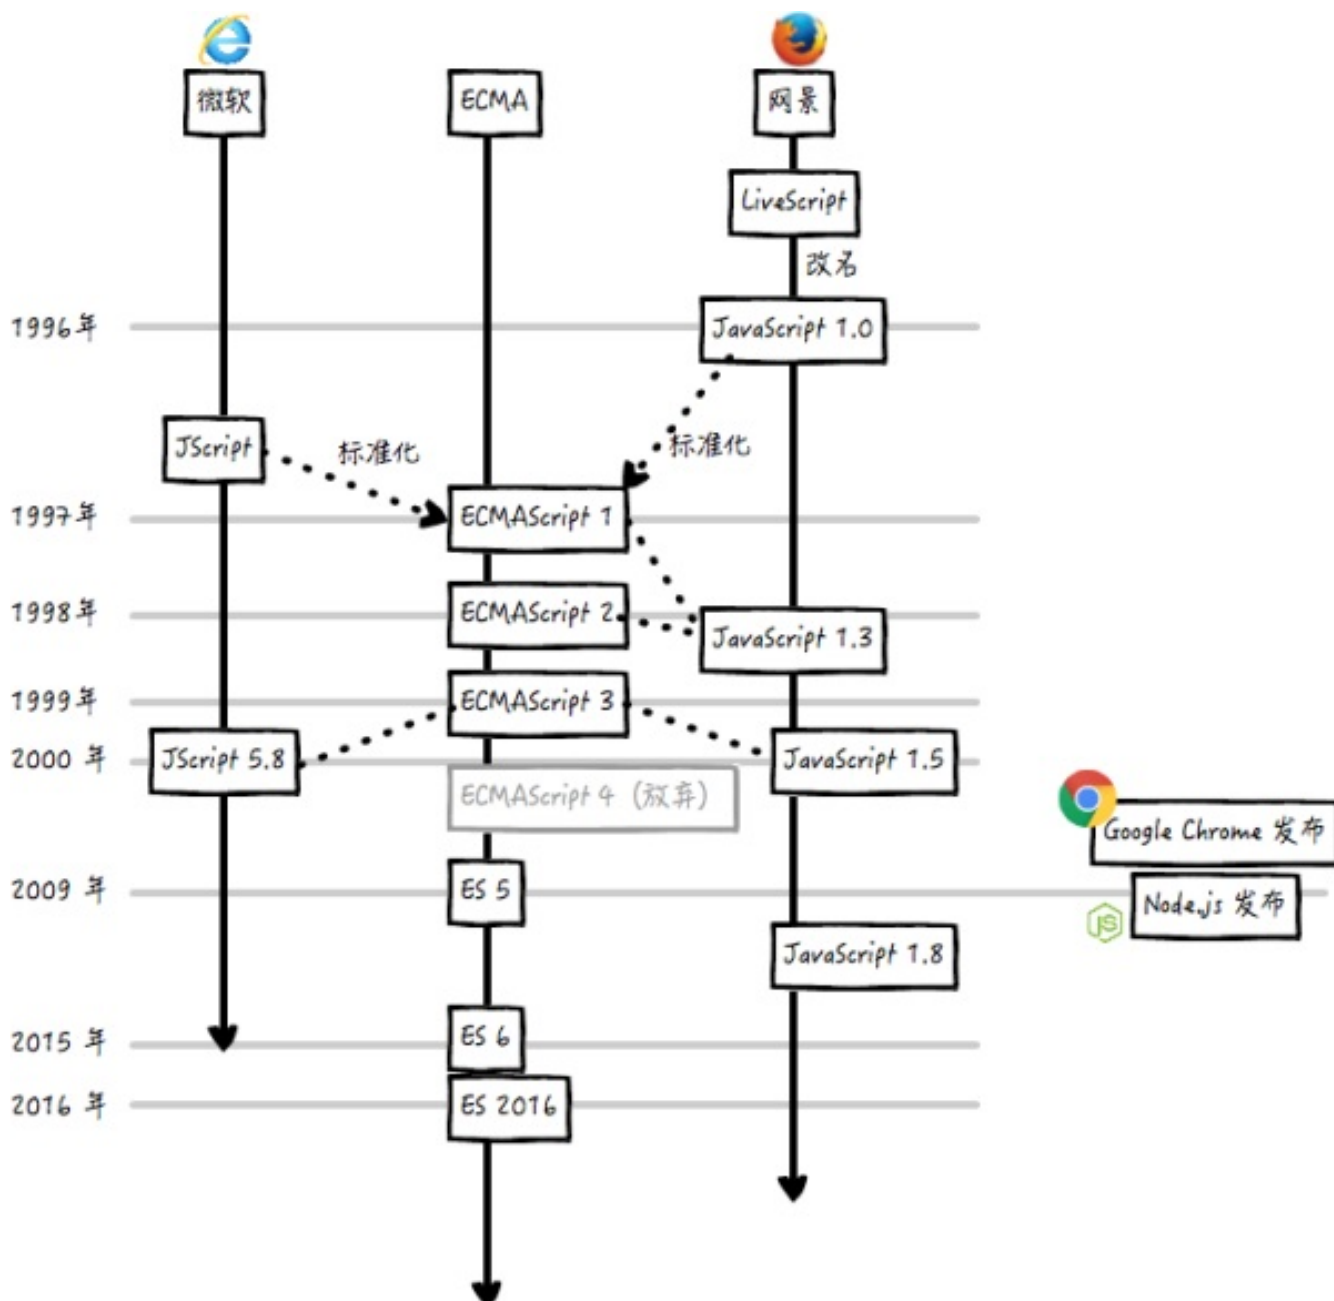 微软
ECMA
网景
LiveScript
改名
1996年
JavaScript 1.0
JScript
标准化
标准化
1997年
ECMAScript 1
1998年
ECMAScript 2
JavaScript 1.3
1999年
ECMAScript 3
2000 年
JScript 5.8
JavaScript 1.5
ECMAScript 4 (放弃)
Google Chrome 发布
2009 年
ES 5
Node.js 发布
JS
JavaScript 1.8
2015 年
ES 6
2016 年
ES 2016